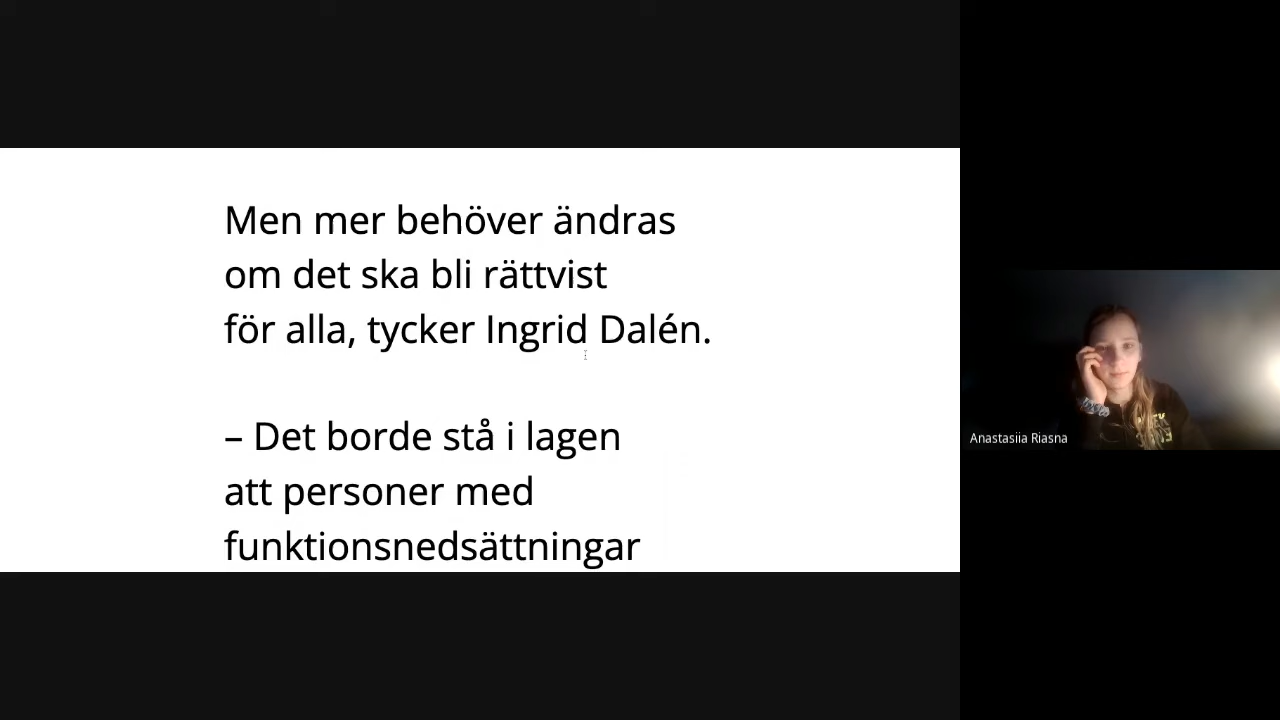 Men mer behöver ändras
om det ska bli rättvist
för alla, tycker Ingrid Dalén.
– Det borde stå i lagen
att personer med
funktionsnedsättningar
Anastasiia Riasna